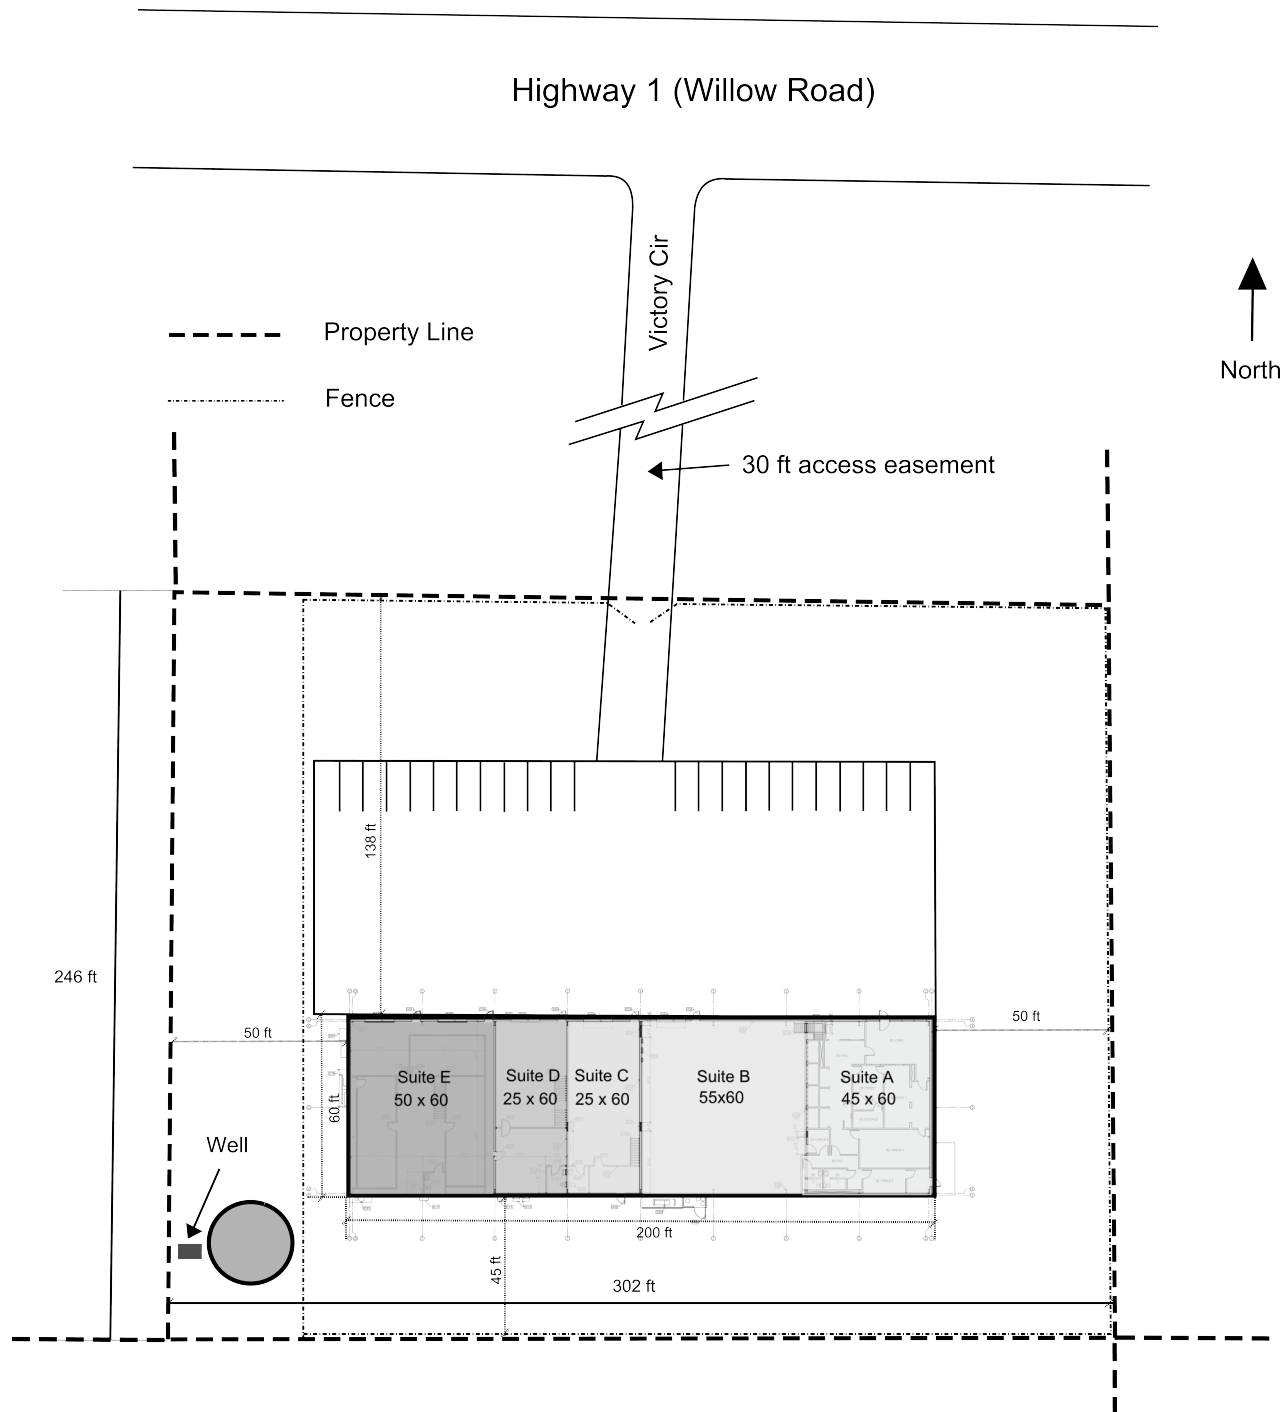 Highway 1 (Willow Road)
Victory Cir
Property Line
North
Fence
30 ft access easement
138 ft
246 ft
50 ft
50 ft
Suite E
50 x 60
Suite D
25 x 60
Suite C
25 x 60
Suite B
55x60
Suite A
45 x 60
60 ft
Well
200 ft
45 ft
302 ft